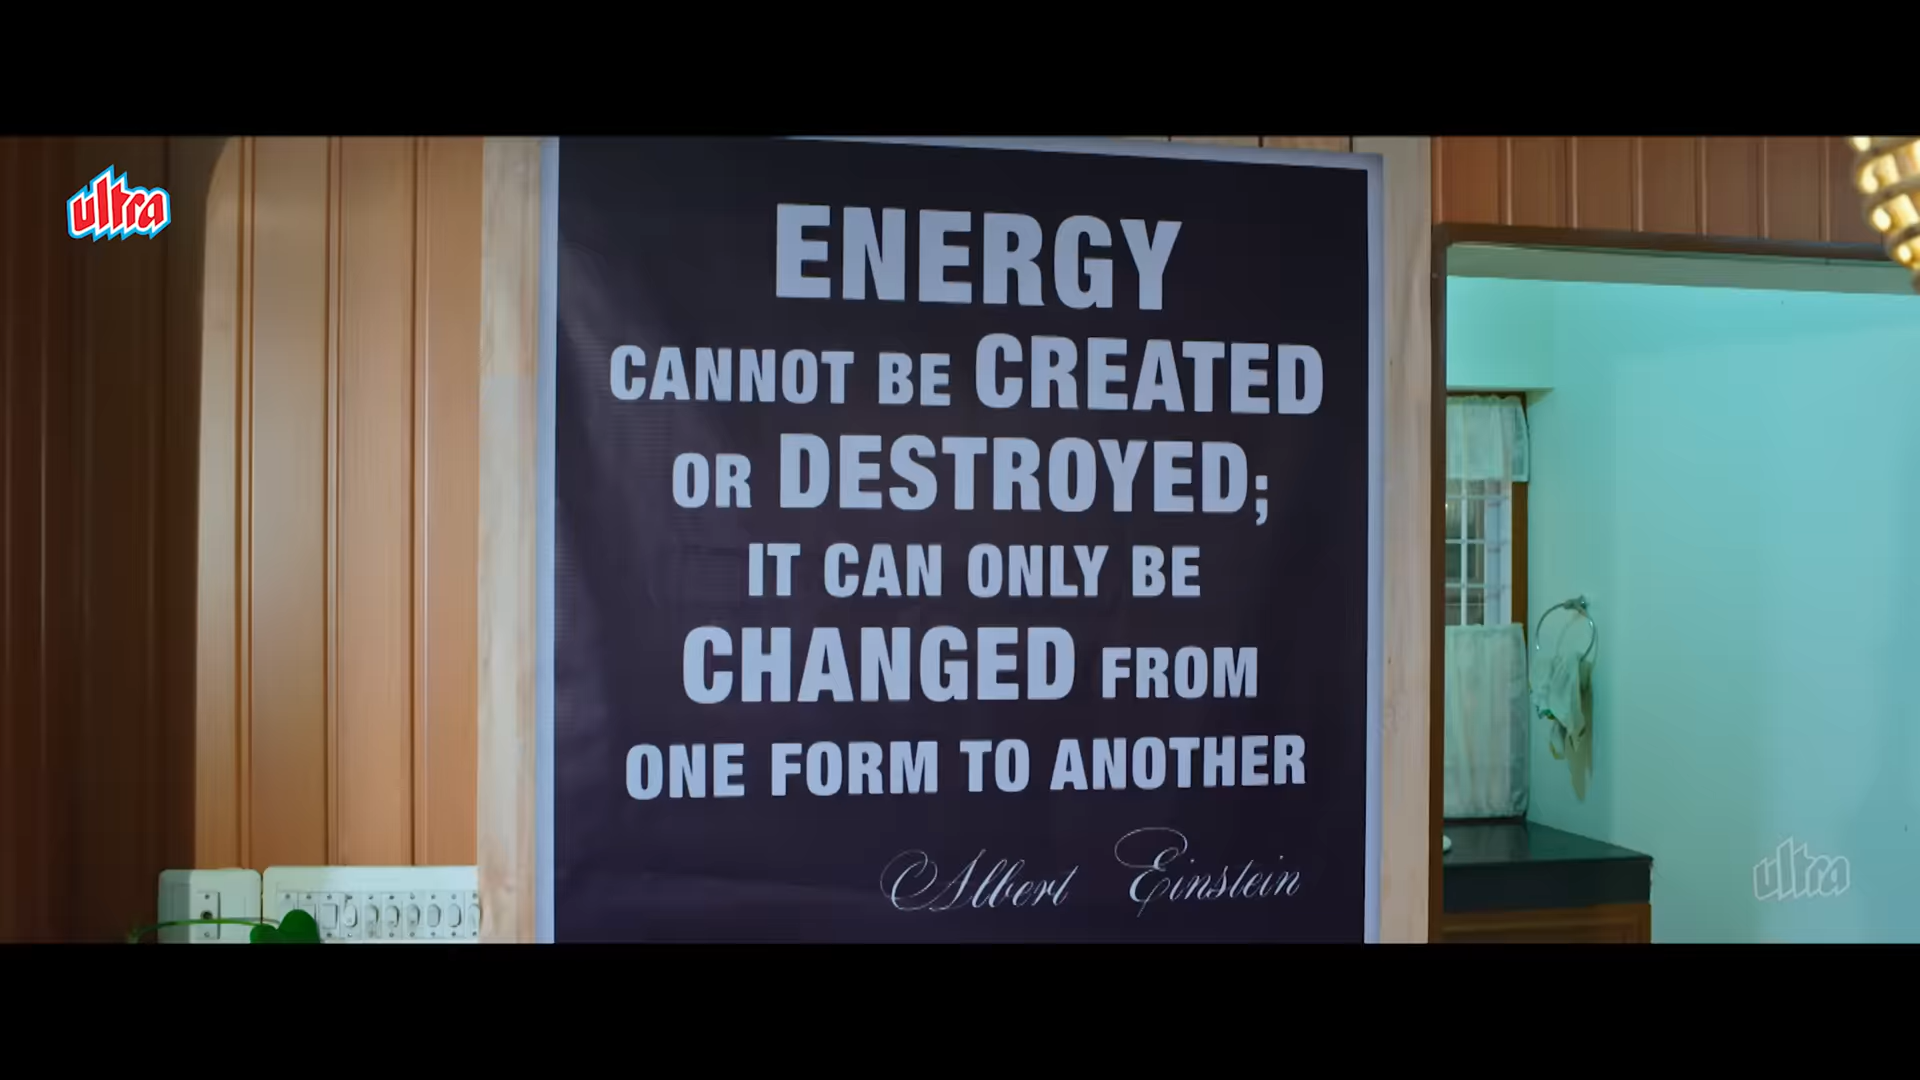 ultra
ENERGY
CANNOT BE CREATED
OR DESTROYED;
IT CAN ONLY BE
CHANGED FROM
ONE FORM TO ANOTHER
Albert Einstein
ultra